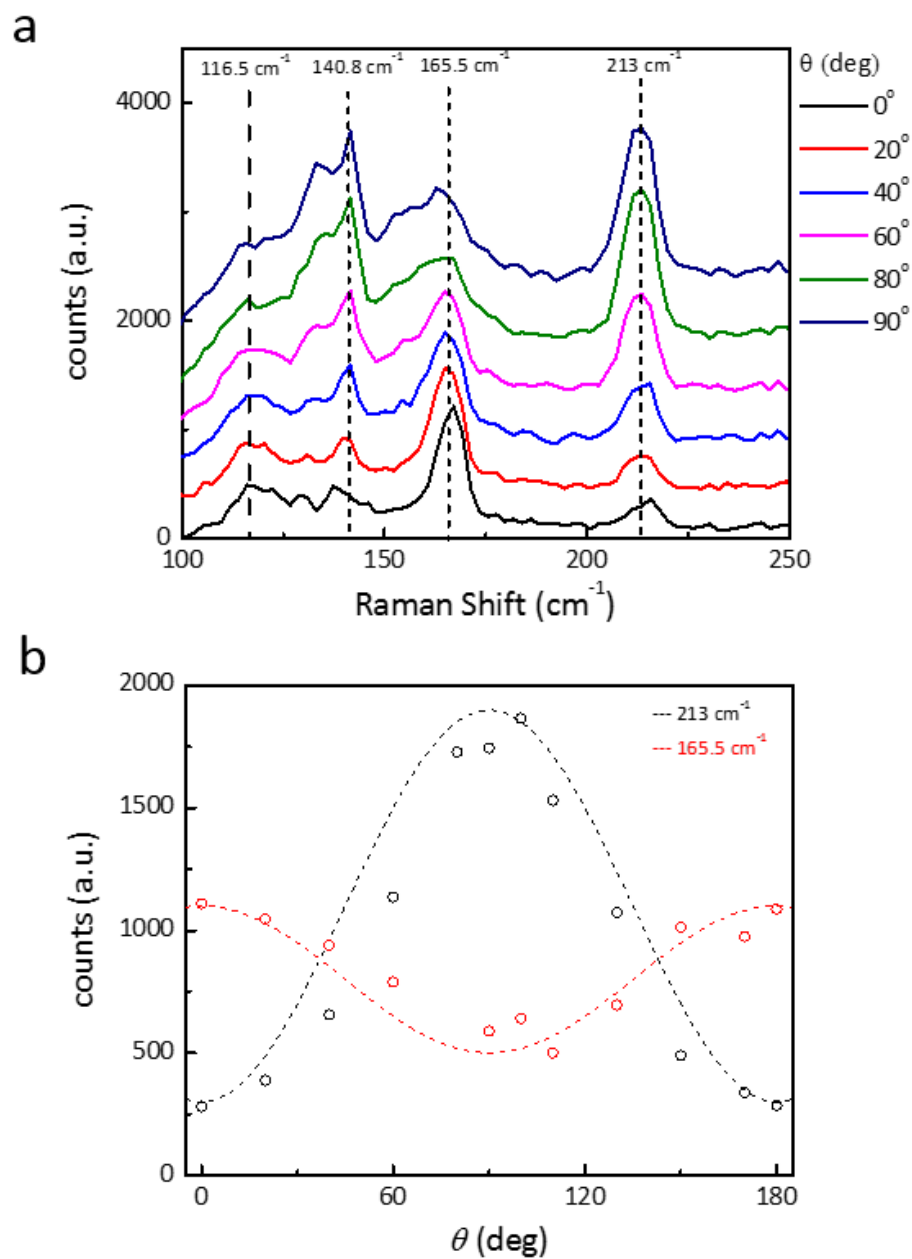 a
116.5 cm⁻¹ 140.8 cm⁻¹ 165.5 cm⁻¹ 213 cm⁻¹ θ (deg)
0°
20°
40°
60°
80°
90°
4000
2000
0
counts (a.u.)
100 150 200 250
Raman Shift (cm⁻¹)
b
213 cm⁻¹
165.5 cm⁻¹
2000
1500
1000
500
0
counts (a.u.)
0 60 120 180
θ (deg)